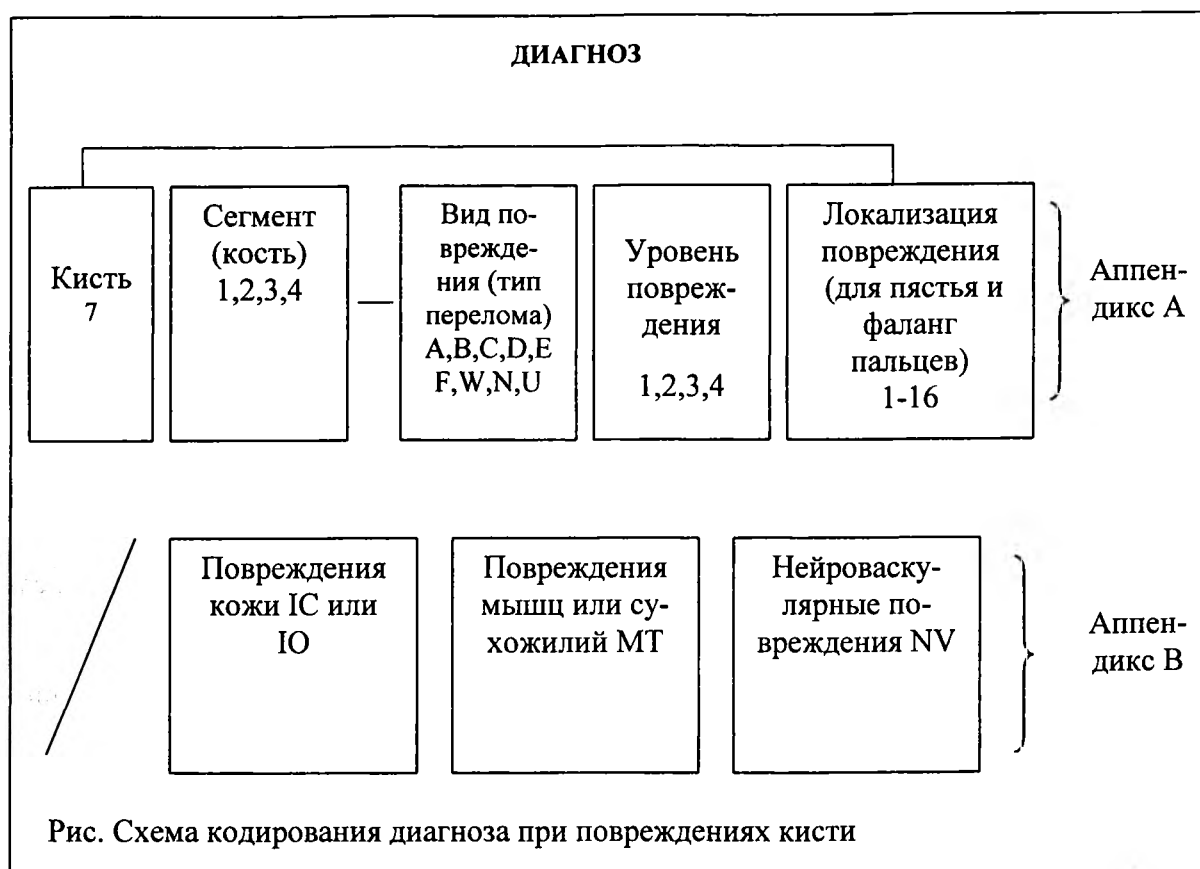 ДИАГНОЗ
Кисть
7
Сегмент
(кость)
1,2,3,4
—
Вид по-
врежде-
ния (тип
перелома)
A,B,C,D,E
F,W,N,U
Уровень
повреж-
дения
1,2,3,4
Локализация
повреждения
(для пястья и
фаланг
пальцев)
1-16
Аппен-
дикс А
/
Повреждения
кожи IC или
IO
Повреждения
мышц или су-
хожилий МТ
Нейроваску-
лярные по-
вреждения NV
Аппен-
дикс В
Рис. Схема кодирования диагноза при повреждениях кисти